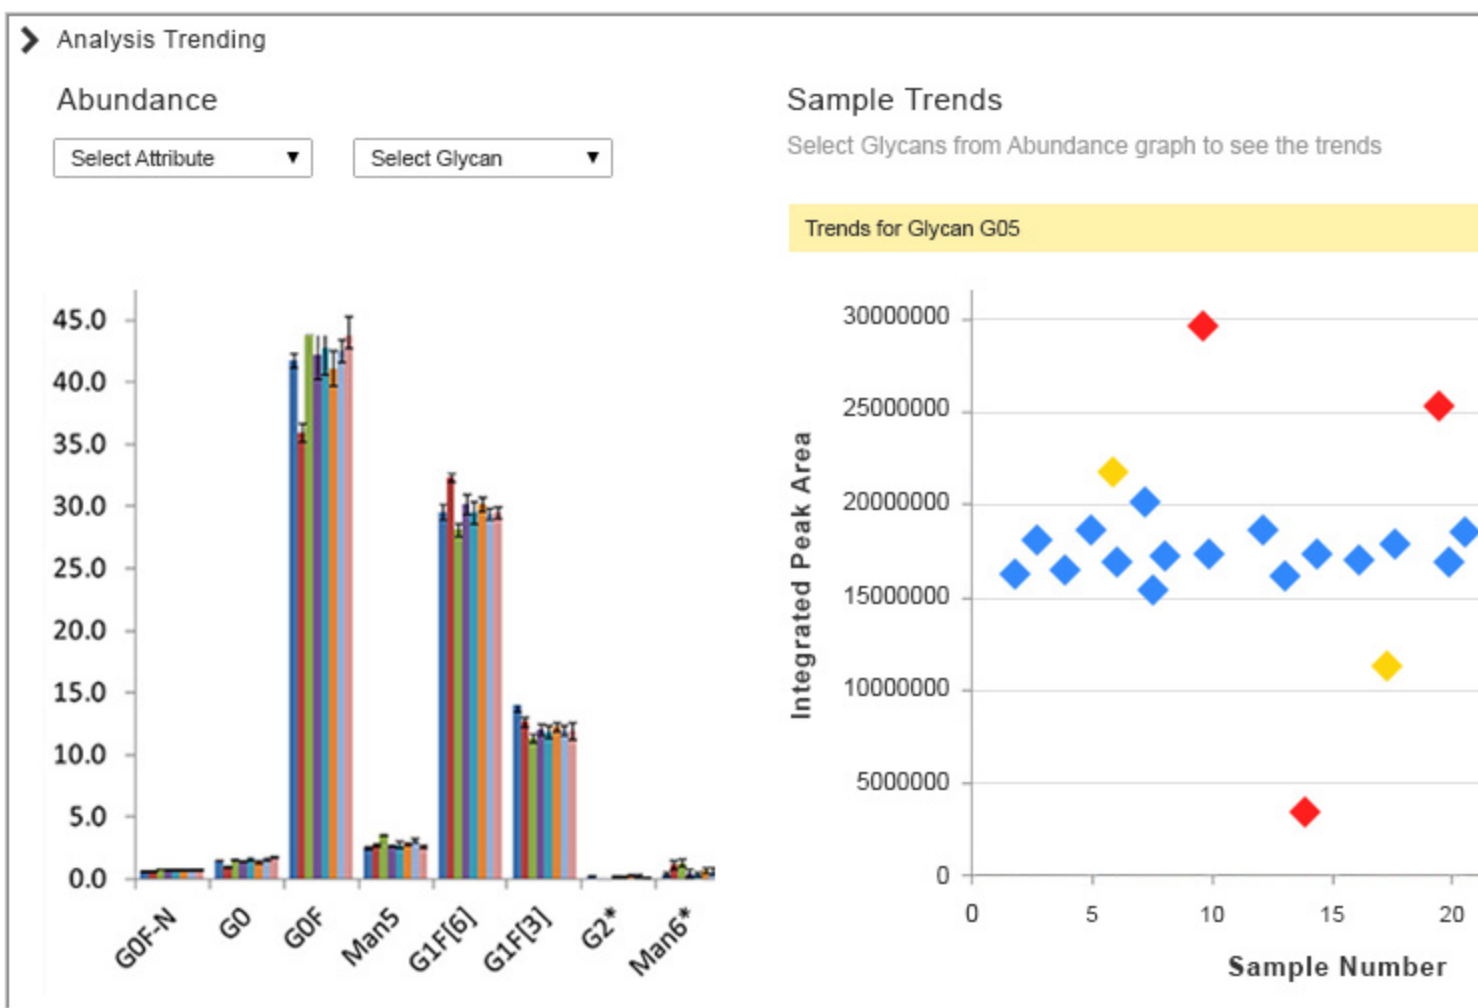 Analysis Trending
Abundance
Select Attribute ▼
Select Glycan ▼
45.0
40.0
35.0
30.0
25.0
20.0
15.0
10.0
5.0
0.0
G0F-N
G0
G0F
Man5
G1F[6]
G1F[3]
G2*
Man6*
Sample Trends
Select Glycans from Abundance graph to see the trends
Trends for Glycan G05
Integrated Peak Area
30000000
25000000
20000000
15000000
10000000
5000000
0
0 5 10 15 20
Sample Number